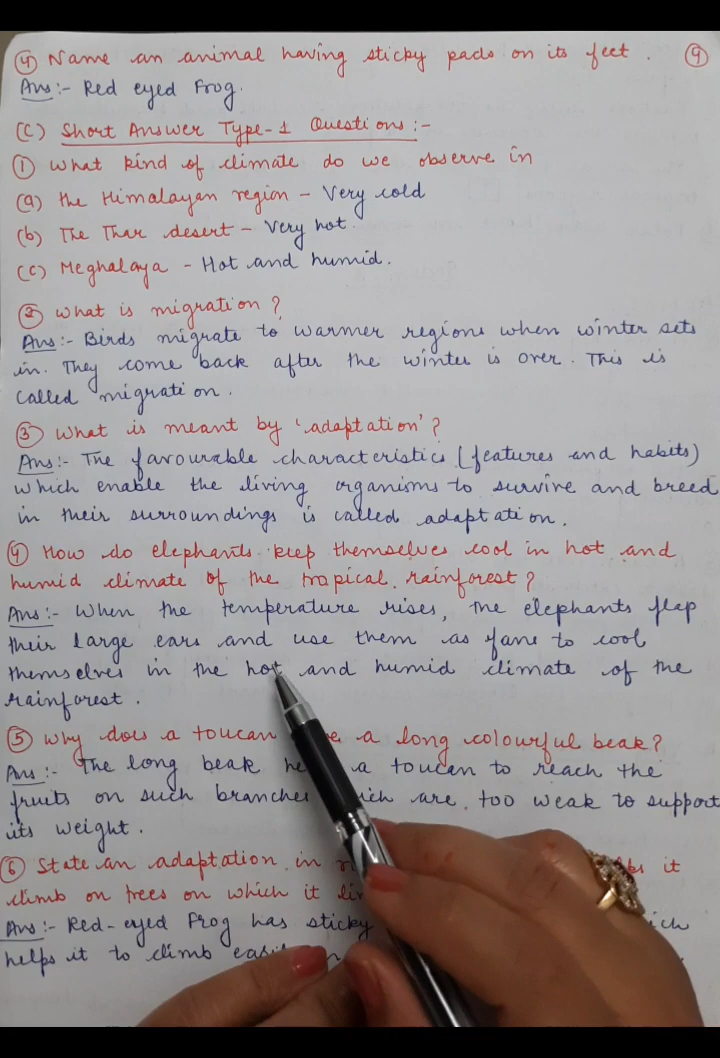 (4) Name an animal having sticky pads on its feet. (9)
Ans:- Red eyed Frog.
(C) Short Answer Type-1 Questions:-
(1) What kind of climate do we observe in
(a) the Himalayan region - Very cold
(b) The Thar desert - Very hot.
(c) Meghalaya - Hot and humid.
(2) What is migration?
Ans:- Birds migrate to warmer regions when winter sets
in. They come back after the winter is over. This is
called migration.
(3) What is meant by 'adaptation'?
Ans:- The favourable characteristics (features and habits)
which enable the living organisms to survive and breed
in their surroundings is called adaptation.
(4) How do elephants keep themselves cool in hot and
humid climate of the tropical rainforest?
Ans:- When the temperature rises, the elephants flap
their large ears and use them as fans to cool
themselves in the hot and humid climate of the
rainforest.
(5) Why does a toucan a long colourful beak?
Ans:- The long beak a toucan to reach the
fruits on such branches which are too weak to support
its weight.
(6) State an adaptation in it
climb on trees on which it
Ans:- Red-eyed Frog has sticky
helps it to climb easily